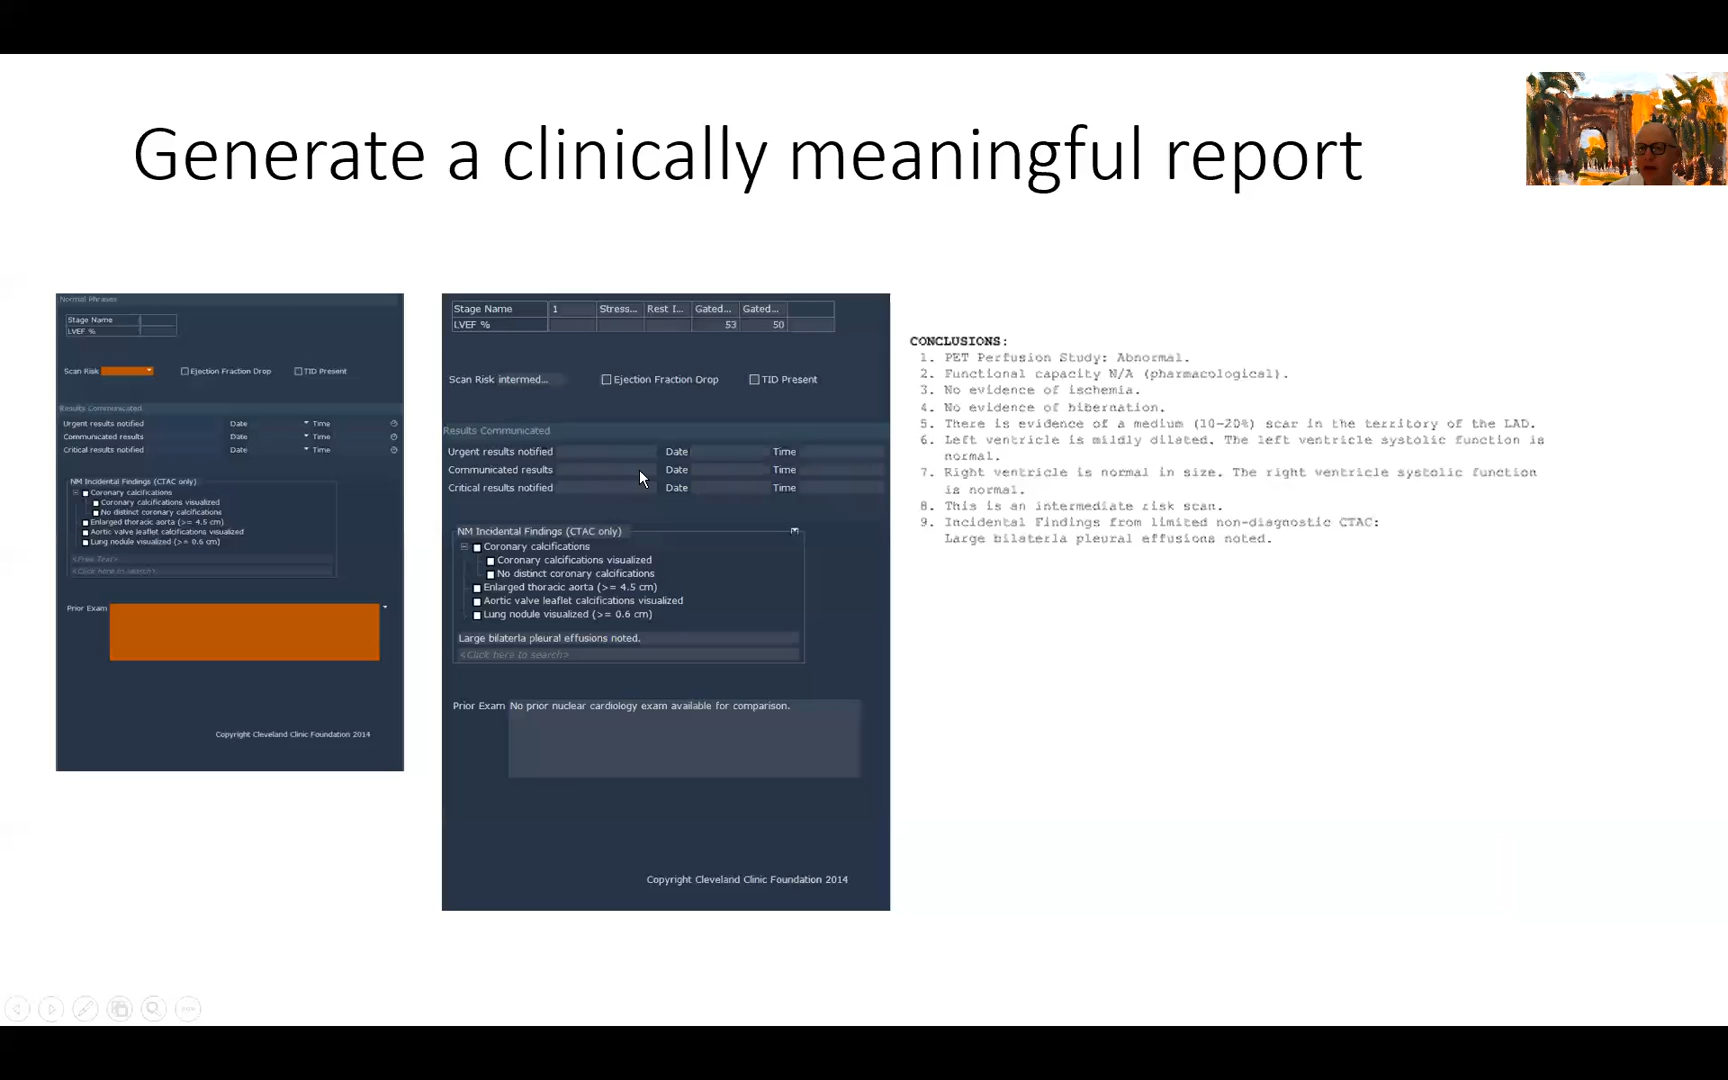 Generate a clinically meaningful report
Normal Phrases
Stage Name
LVEF %
Scan Risk
Ejection Fraction Drop
TID Present
Results Communicated
Urgent results notified Date Time
Communicated results Date Time
Critical results notified Date Time
NM Incidental Findings (CTAC only)
Coronary calcifications
Coronary calcifications visualized
No distinct coronary calcifications
Enlarged thoracic aorta (>= 4.5 cm)
Aortic valve leaflet calcifications visualized
Lung nodule visualized (>= 0.6 cm)
<Free Text>
<Click here to search>
Prior Exam
Copyright Cleveland Clinic Foundation 2014
Stage Name 1 Stress... Rest I... Gated... Gated...
LVEF % 53 50
Scan Risk intermed... Ejection Fraction Drop TID Present
Results Communicated
Urgent results notified Date Time
Communicated results Date Time
Critical results notified Date Time
NM Incidental Findings (CTAC only)
Coronary calcifications
Coronary calcifications visualized
No distinct coronary calcifications
Enlarged thoracic aorta (>= 4.5 cm)
Aortic valve leaflet calcifications visualized
Lung nodule visualized (>= 0.6 cm)
Large bilaterla pleural effusions noted.
<Click here to search>
Prior Exam No prior nuclear cardiology exam available for comparison.
Copyright Cleveland Clinic Foundation 2014
CONCLUSIONS:
1. PET Perfusion Study: Abnormal.
2. Functional capacity N/A (pharmacological).
3. No evidence of ischemia.
4. No evidence of hibernation.
5. There is evidence of a medium (10-20%) scar in the territory of the LAD.
6. Left ventricle is mildly dilated. The left ventricle systolic function is
normal.
7. Right ventricle is normal in size. The right ventricle systolic function
is normal.
8. This is an intermediate risk scan.
9. Incidental Findings from limited non-diagnostic CTAC:
Large bilaterla pleural effusions noted.